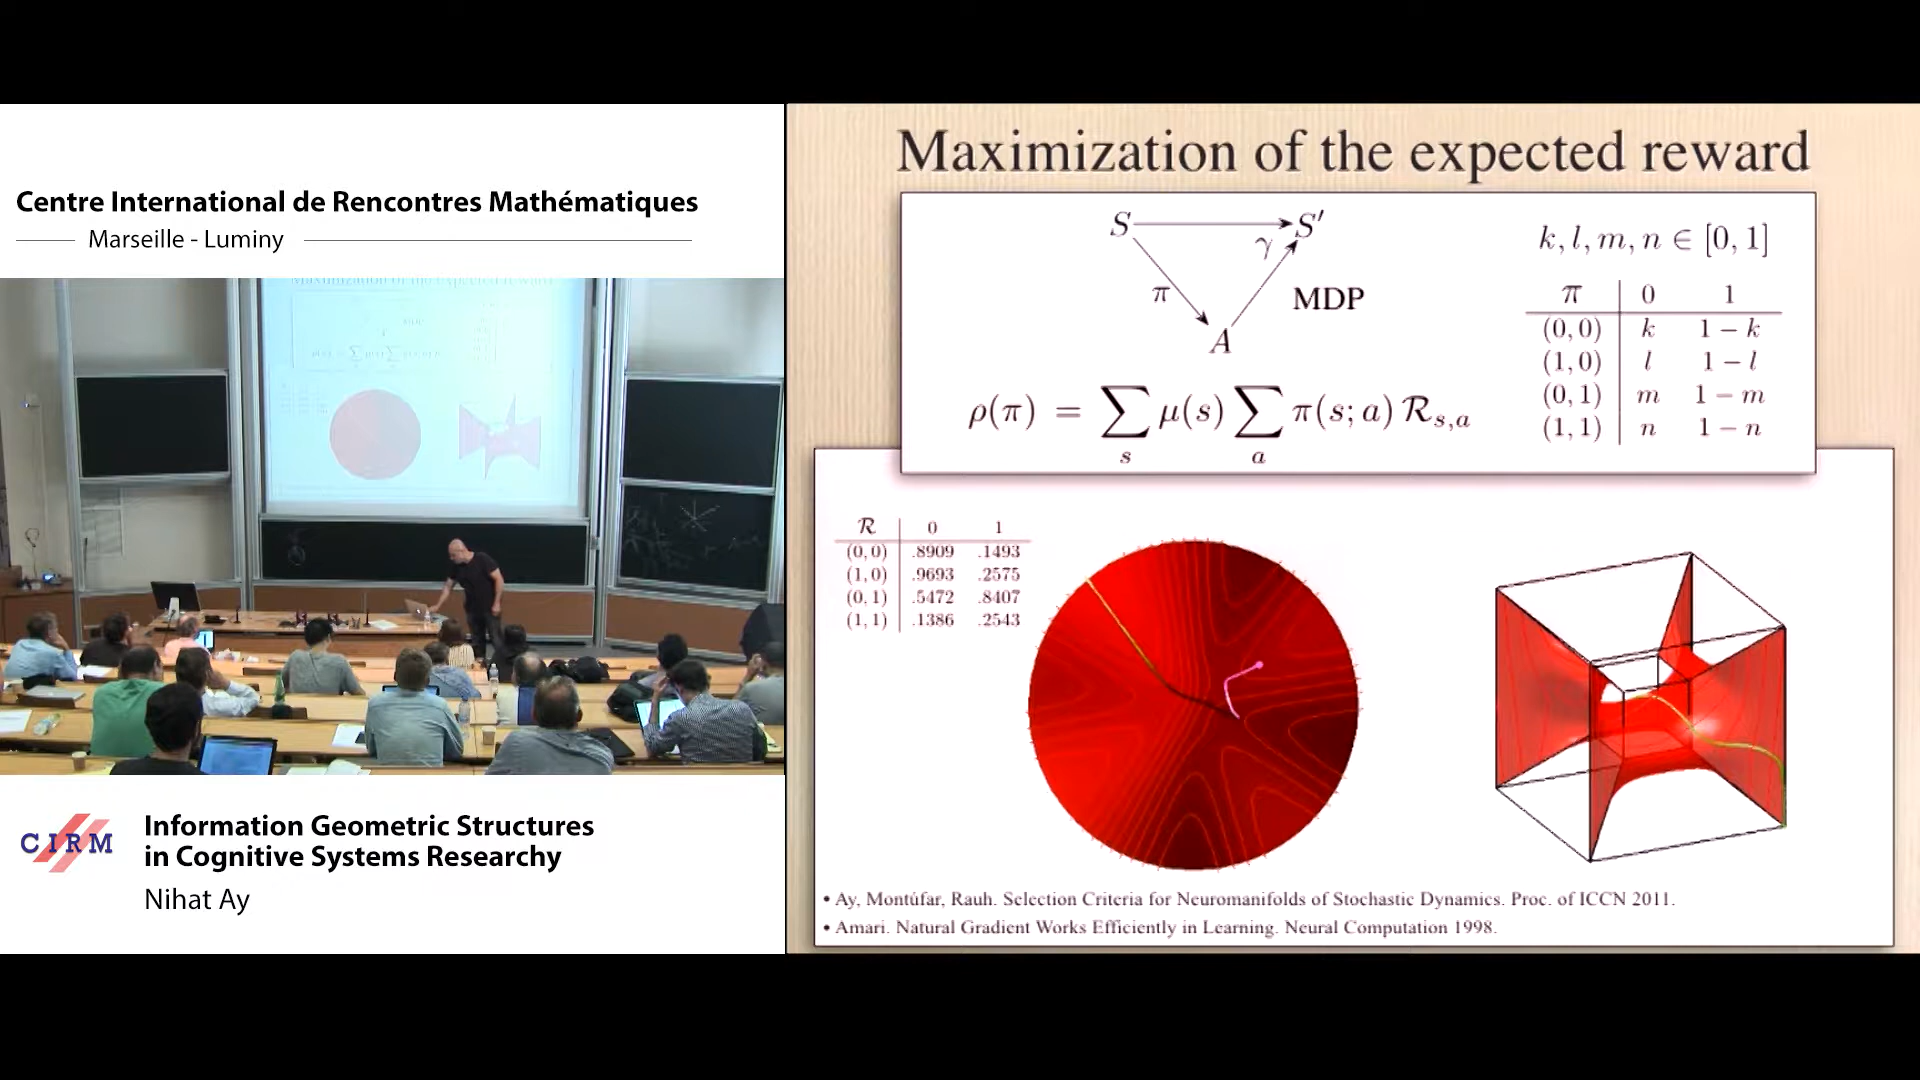 Centre International de Rencontres Mathématiques
Marseille - Luminy
CIRM
Information Geometric Structures
in Cognitive Systems Researchy
Nihat Ay
Maximization of the expected reward
S S′
γ
π MDP
A
ρ(π) = ∑ μ(s) ∑ π(s; a) ℛs,a
s a
k, l, m, n ∈ [0, 1]
π 0 1
(0, 0) k 1 − k
(1, 0) l 1 − l
(0, 1) m 1 − m
(1, 1) n 1 − n
ℛ 0 1
(0, 0) .8909 .1493
(1, 0) .9693 .2575
(0, 1) .5472 .8407
(1, 1) .1386 .2543
• Ay, Montúfar, Rauh. Selection Criteria for Neuromanifolds of Stochastic Dynamics. Proc. of ICCN 2011.
• Amari. Natural Gradient Works Efficiently in Learning. Neural Computation 1998.